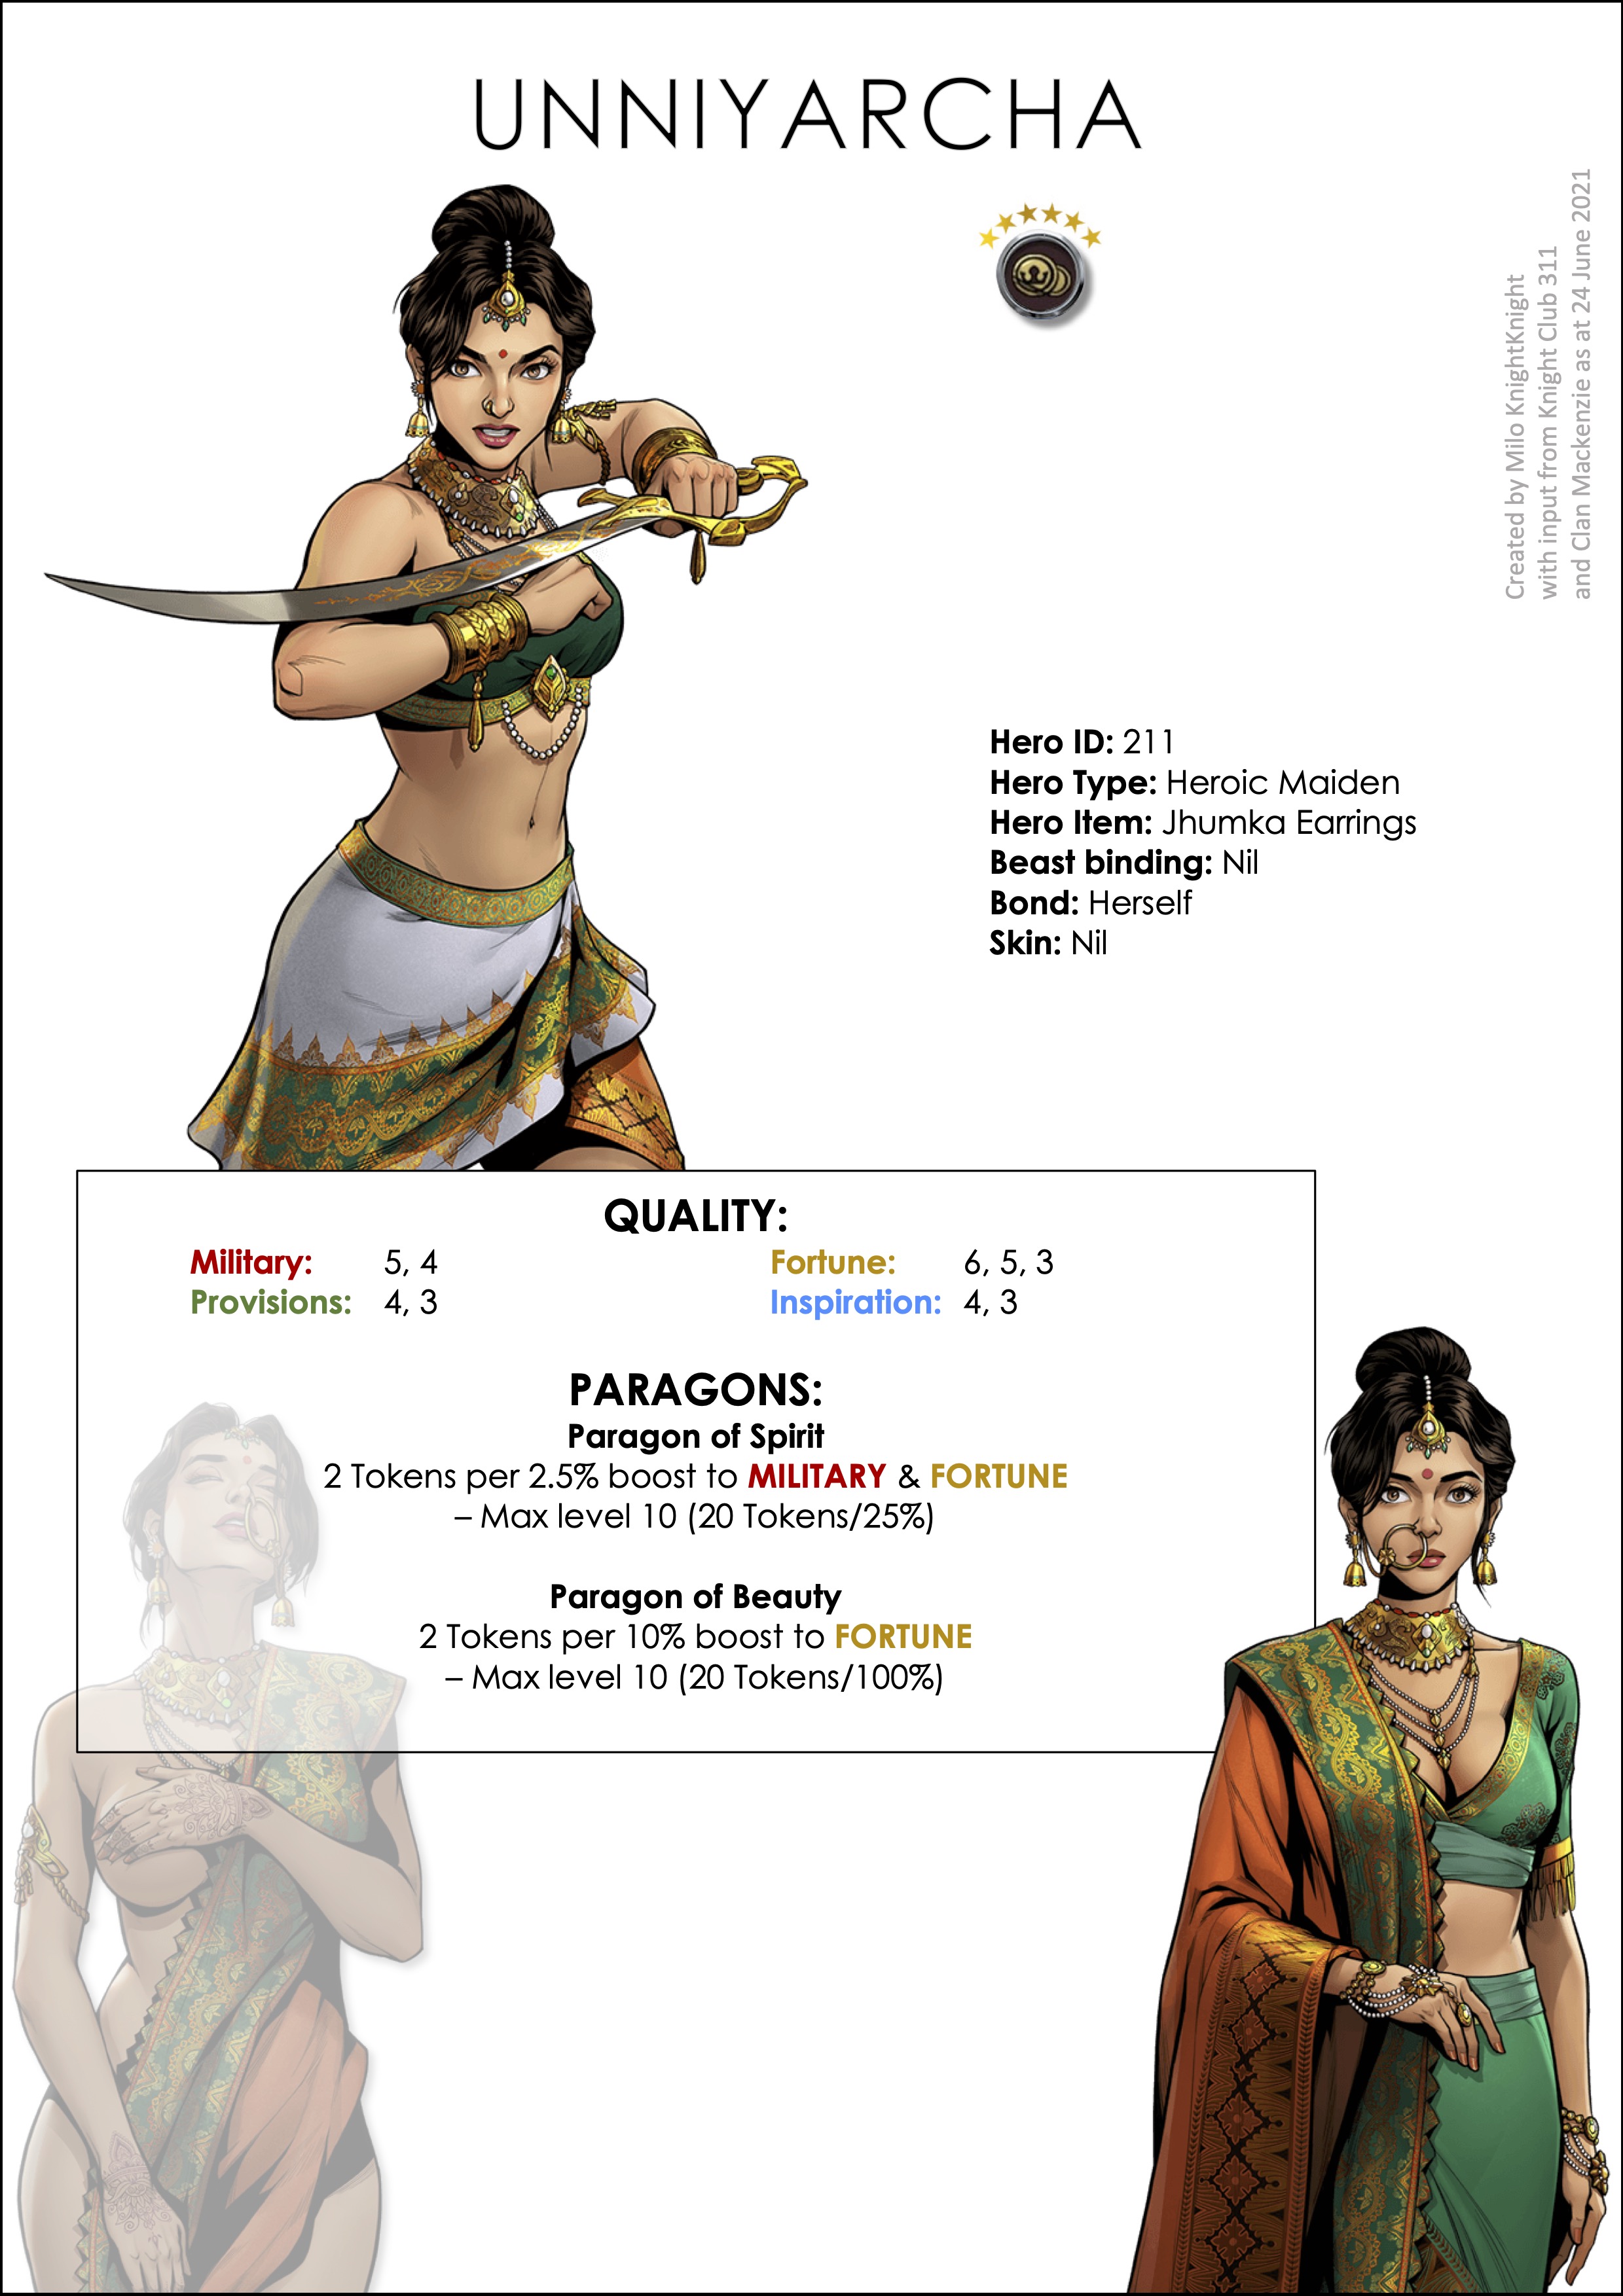 UNNIYARCHA
Created by Milo KnightKnight
with input from Knight Club 311
and Clan Mackenzie as at 24 June 2021
Hero ID: 211
Hero Type: Heroic Maiden
Hero Item: Jhumka Earrings
Beast binding: Nil
Bond: Herself
Skin: Nil
QUALITY:
Military: 5, 4 Fortune: 6, 5, 3
Provisions: 4, 3 Inspiration: 4, 3
PARAGONS:
Paragon of Spirit
2 Tokens per 2.5% boost to MILITARY & FORTUNE
– Max level 10 (20 Tokens/25%)
Paragon of Beauty
2 Tokens per 10% boost to FORTUNE
– Max level 10 (20 Tokens/100%)